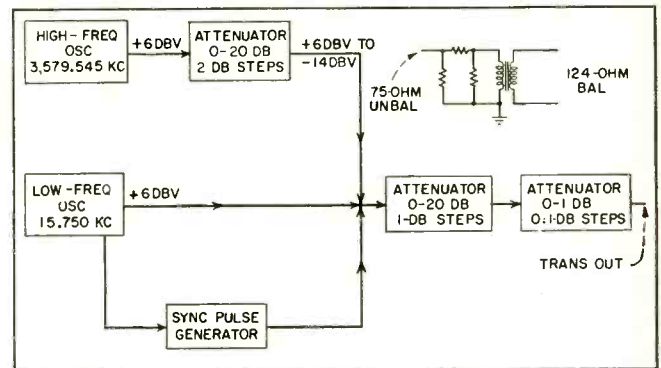 HIGH-FREQ
OSC
3,579.545 KC
+6DBV
ATTENUATOR
0-20 DB
2 DB STEPS
+6DBV TO
-14DBV
75-OHM
UNBAL
124-OHM
BAL
LOW-FREQ
OSC
15.750 KC
+6DBV
ATTENUATOR
0-20 DB
1-DB STEPS
ATTENUATOR
0-1 DB
0.1-DB STEPS
TRANS OUT
SYNC PULSE
GENERATOR